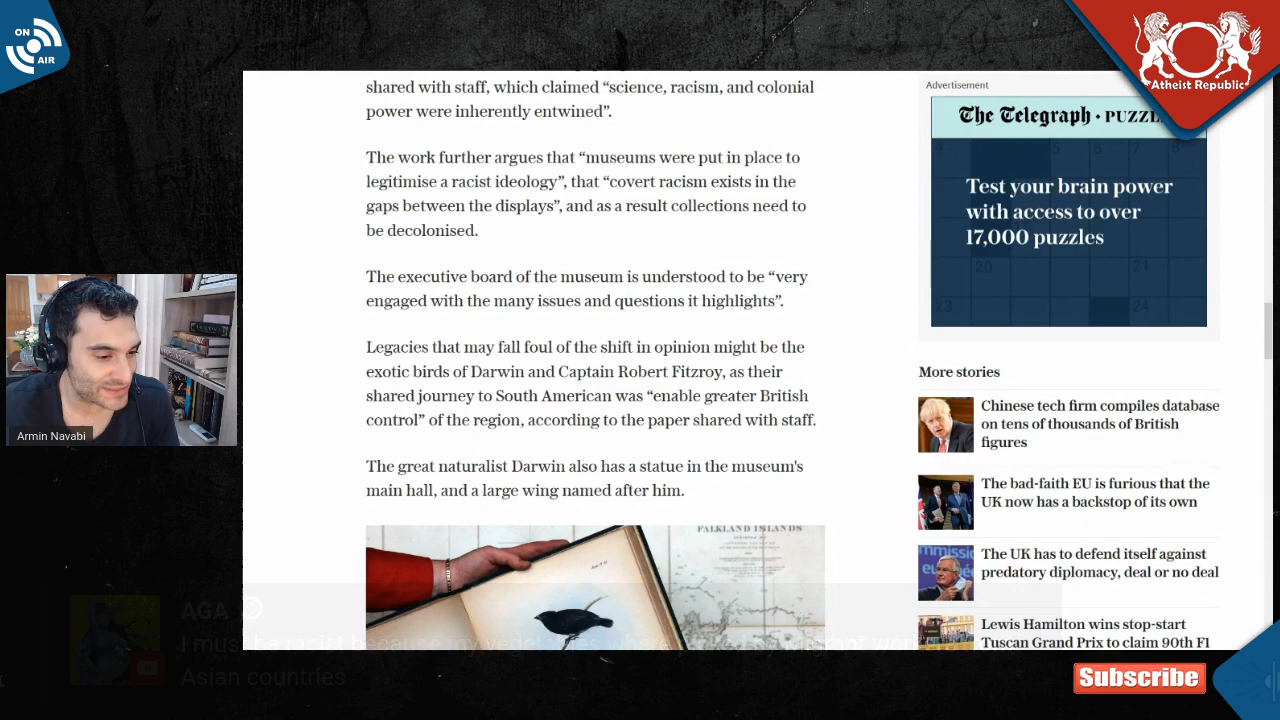 ON
AIR
Atheist Republic
shared with staff, which claimed “science, racism, and colonial
power were inherently entwined”.
The work further argues that “museums were put in place to
legitimise a racist ideology”, that “covert racism exists in the
gaps between the displays”, and as a result collections need to
be decolonised.
The executive board of the museum is understood to be “very
engaged with the many issues and questions it highlights”.
Legacies that may fall foul of the shift in opinion might be the
exotic birds of Darwin and Captain Robert Fitzroy, as their
shared journey to South American was “enable greater British
control” of the region, according to the paper shared with staff.
The great naturalist Darwin also has a statue in the museum's
main hall, and a large wing named after him.
FALKLAND ISLANDS
Advertisement
The Telegraph • PUZZL
Test your brain power
with access to over
17,000 puzzles
More stories
Chinese tech firm compiles database
on tens of thousands of British
figures
The bad-faith EU is furious that the
UK now has a backstop of its own
The UK has to defend itself against
predatory diplomacy, deal or no deal
Lewis Hamilton wins stop-start
Tuscan Grand Prix to claim 90th F1
Armin Navabi
AGA
I must be racist because my
Asian countries
Subscribe